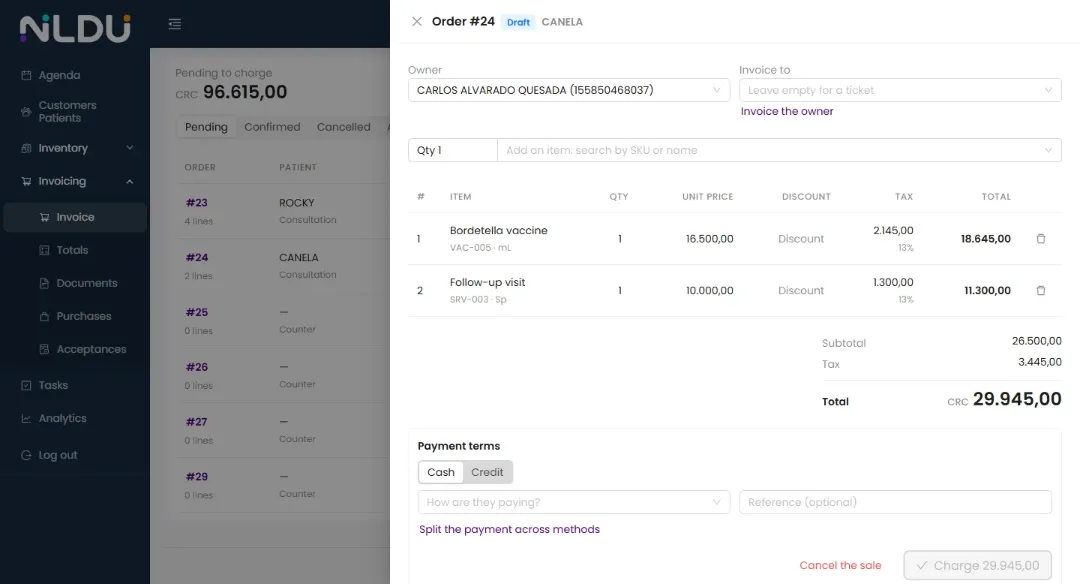 NLDU
Agenda
Customers
Patients
Inventory
Invoicing
Invoice
Totals
Documents
Purchases
Acceptances
Tasks
Analytics
Log out
Pending to charge
CRC 96.615,00
Pending Confirmed Cancelled
ORDER PATIENT
#23 ROCKY
4 lines Consultation
#24 CANELA
2 lines Consultation
#25 —
0 lines Counter
#26 —
0 lines Counter
#27 —
0 lines Counter
#29 —
0 lines Counter
Order #24 Draft CANELA
Owner Invoice to
CARLOS ALVARADO QUESADA (155850468037) Leave empty for a ticket
Invoice the owner
Qty 1 Add an item: search by SKU or name
# ITEM QTY UNIT PRICE DISCOUNT TAX TOTAL
1 Bordetella vaccine 1 16.500,00 Discount 2.145,00 18.645,00
VAC-005 · mL 13%
2 Follow-up visit 1 10.000,00 Discount 1.300,00 11.300,00
SRV-003 · Sp 13%
Subtotal 26.500,00
Tax 3.445,00
Total CRC 29.945,00
Payment terms
Cash Credit
How are they paying? Reference (optional)
Split the payment across methods
Cancel the sale Charge 29.945,00